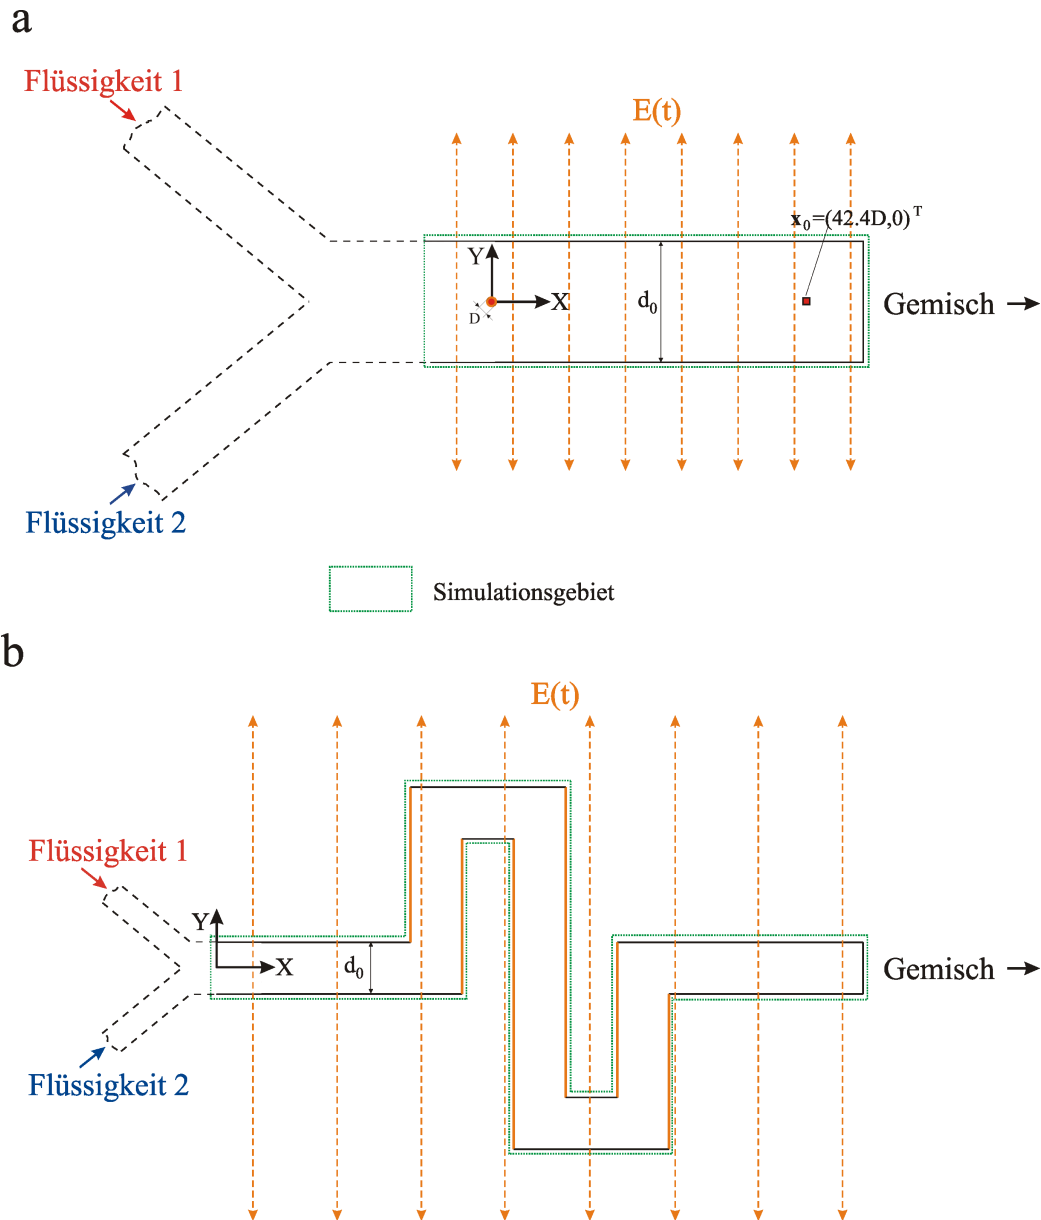 a
Flüssigkeit 1
E(t)
x₀=(42.4D,0)ᵀ
Y
X
D
d₀
Gemisch
Flüssigkeit 2
Simulationsgebiet
b
E(t)
Flüssigkeit 1
Y
X
d₀
Gemisch
Flüssigkeit 2